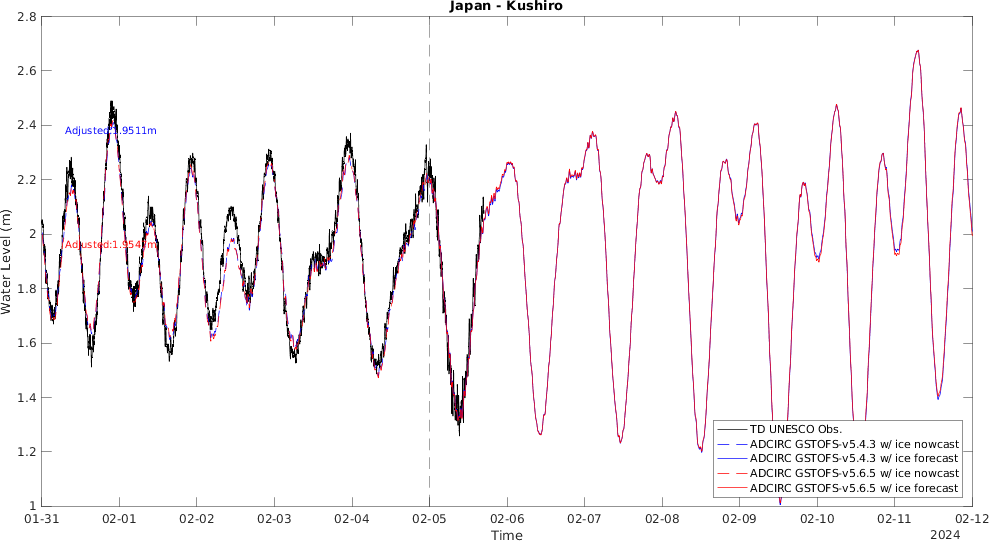 Japan - Kushiro
2.8
2.6
2.4
2.2
2
1.8
1.6
1.4
1.2
1
Water Level (m)
Adjusted:1.9511m
TD UNESCO Obs.
ADCIRC GSTOFS-v5.4.3 w/ ice nowcast
ADCIRC GSTOFS-v5.4.3 w/ ice forecast
ADCIRC GSTOFS-v5.6.5 w/ ice nowcast
ADCIRC GSTOFS-v5.6.5 w/ ice forecast
01-31 02-01 02-02 02-03 02-04 02-05 02-06 02-07 02-08 02-09 02-10 02-11 02-12
Time
2024